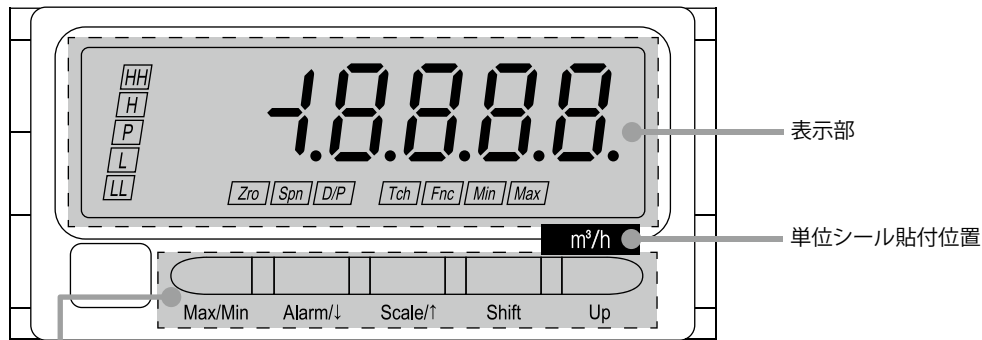 HH
H
P
L
LL
-1.8.8.8.8.
Zro Spn D/P Tch Fnc Min Max
表示部
m³/h
単位シール貼付位置
Max/Min Alarm/↓ Scale/↑ Shift Up